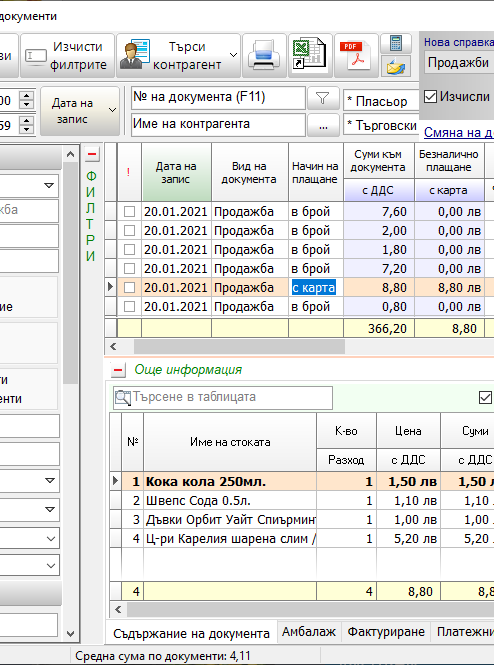 документи
ви
Изчисти
филтрите
Търси
контрагент
PDF
Нова справка
Продажби
Изчисли
Смяна на д
00
59
Дата на
запис
№ на документа (F11)
Име на контрагента
...
* Пласьор
* Търговски
ФИЛТРИ
!
Дата на
запис
Вид на
документа
Начин на
плащане
Суми към
документа
с ДДС
Безналично
плащане
с карта
20.01.2021 Продажба в брой 7,60 0,00 лв
20.01.2021 Продажба в брой 2,00 0,00 лв
20.01.2021 Продажба в брой 1,80 0,00 лв
20.01.2021 Продажба в брой 7,20 0,00 лв
20.01.2021 Продажба с карта 8,80 8,80 лв
20.01.2021 Продажба в брой 0,80 0,00 лв
366,20 8,80
жба
ие
ти
енти
Още информация
Търсене в таблицата
№ Име на стоката
К-во
Разход
Цена
с ДДС
Суми
с ДДС
1 Кока кола 250мл. 1 1,50 лв 1,50 л
2 Швепс Сода 0.5л. 1 1,10 лв 1,10 л
3 Дъвки Орбит Уайт Спиърминт 1 1,00 лв 1,00 л
4 Ц-ри Карелия шарена слим / 1 5,20 лв 5,20 л
4 4 8,80 8,8
Съдържание на документа Амбалаж Фактуриране Платежни
Средна сума по документи: 4,11